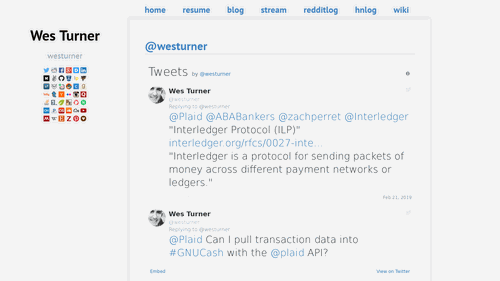 home resume blog stream redditlog hnlog wiki
Wes Turner
westurner
@westurner
Tweets by @westurner
Wes Turner
@westurner
Replying to @westurner
@Plaid @ABABankers @zachperret @Interledger
"Interledger Protocol (ILP)"
interledger.org/rfcs/0027-inte…
"Interledger is a protocol for sending packets of
money across different payment networks or
ledgers."
Feb 21, 2019
Wes Turner
@westurner
Replying to @westurner
@Plaid Can I pull transaction data into
#GNUCash with the @plaid API?
Embed
View on Twitter